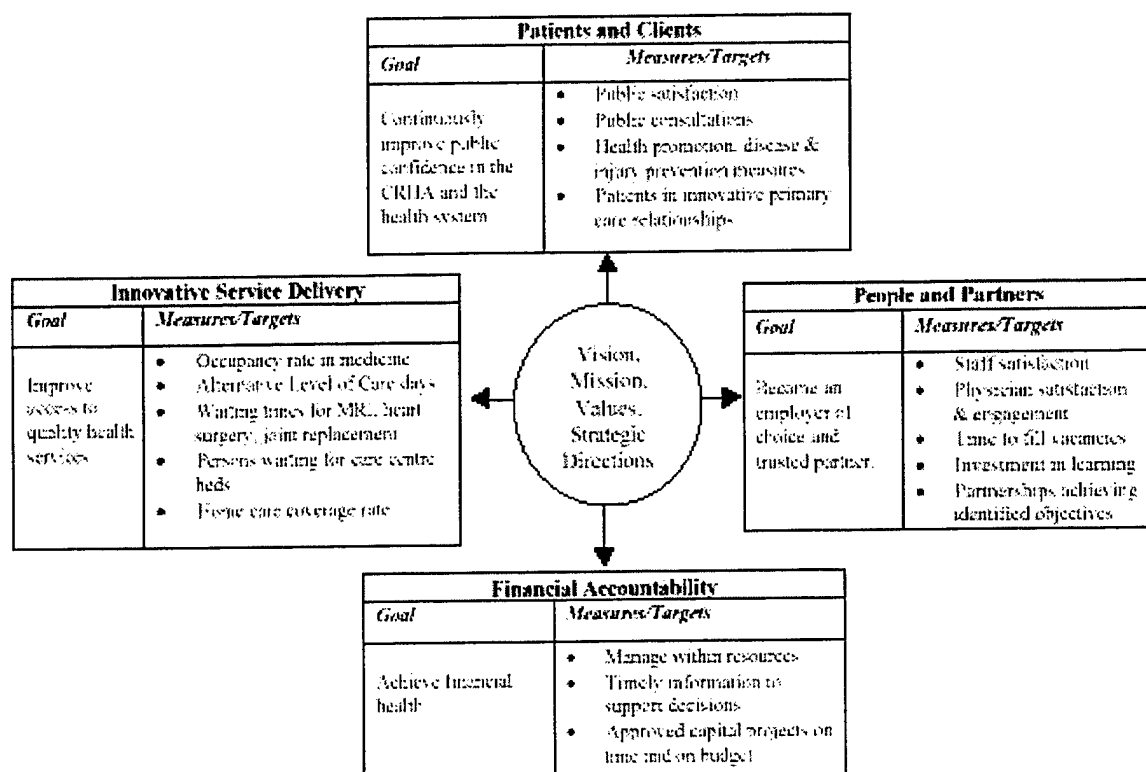 Patients and Clients
Goal
Measures/Targets
Continuously
improve public
confidence in the
CRHA and the
health system
• Public satisfaction
• Public consultations
• Health promotion, disease &
injury prevention measures
• Patients in innovative primary
care relationships
Innovative Service Delivery
Goal
Measures/Targets
Improve
access to
quality health
services
• Occupancy rate in medicine
• Alternative Level of Care days
• Waiting times for MRI, heart
surgery, joint replacement
• Persons waiting for care centre
beds
• Home care coverage rate
Vision,
Mission,
Values,
Strategic
Directions
People and Partners
Goal
Measures/Targets
Become an
employer of
choice and
trusted partner.
• Staff satisfaction
• Physician satisfaction
& engagement
• Time to fill vacancies
• Investment in learning
• Partnerships achieving
identified objectives
Financial Accountability
Goal
Measures/Targets
Achieve financial
health
• Manage within resources
• Timely information to
support decisions
• Approved capital projects on
time and on budget